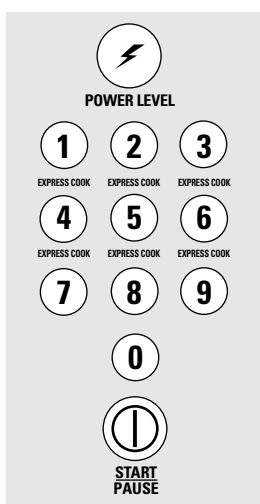 POWER LEVEL
1 2 3
EXPRESS COOK EXPRESS COOK EXPRESS COOK
4 5 6
EXPRESS COOK EXPRESS COOK EXPRESS COOK
7 8 9
0
START
PAUSE